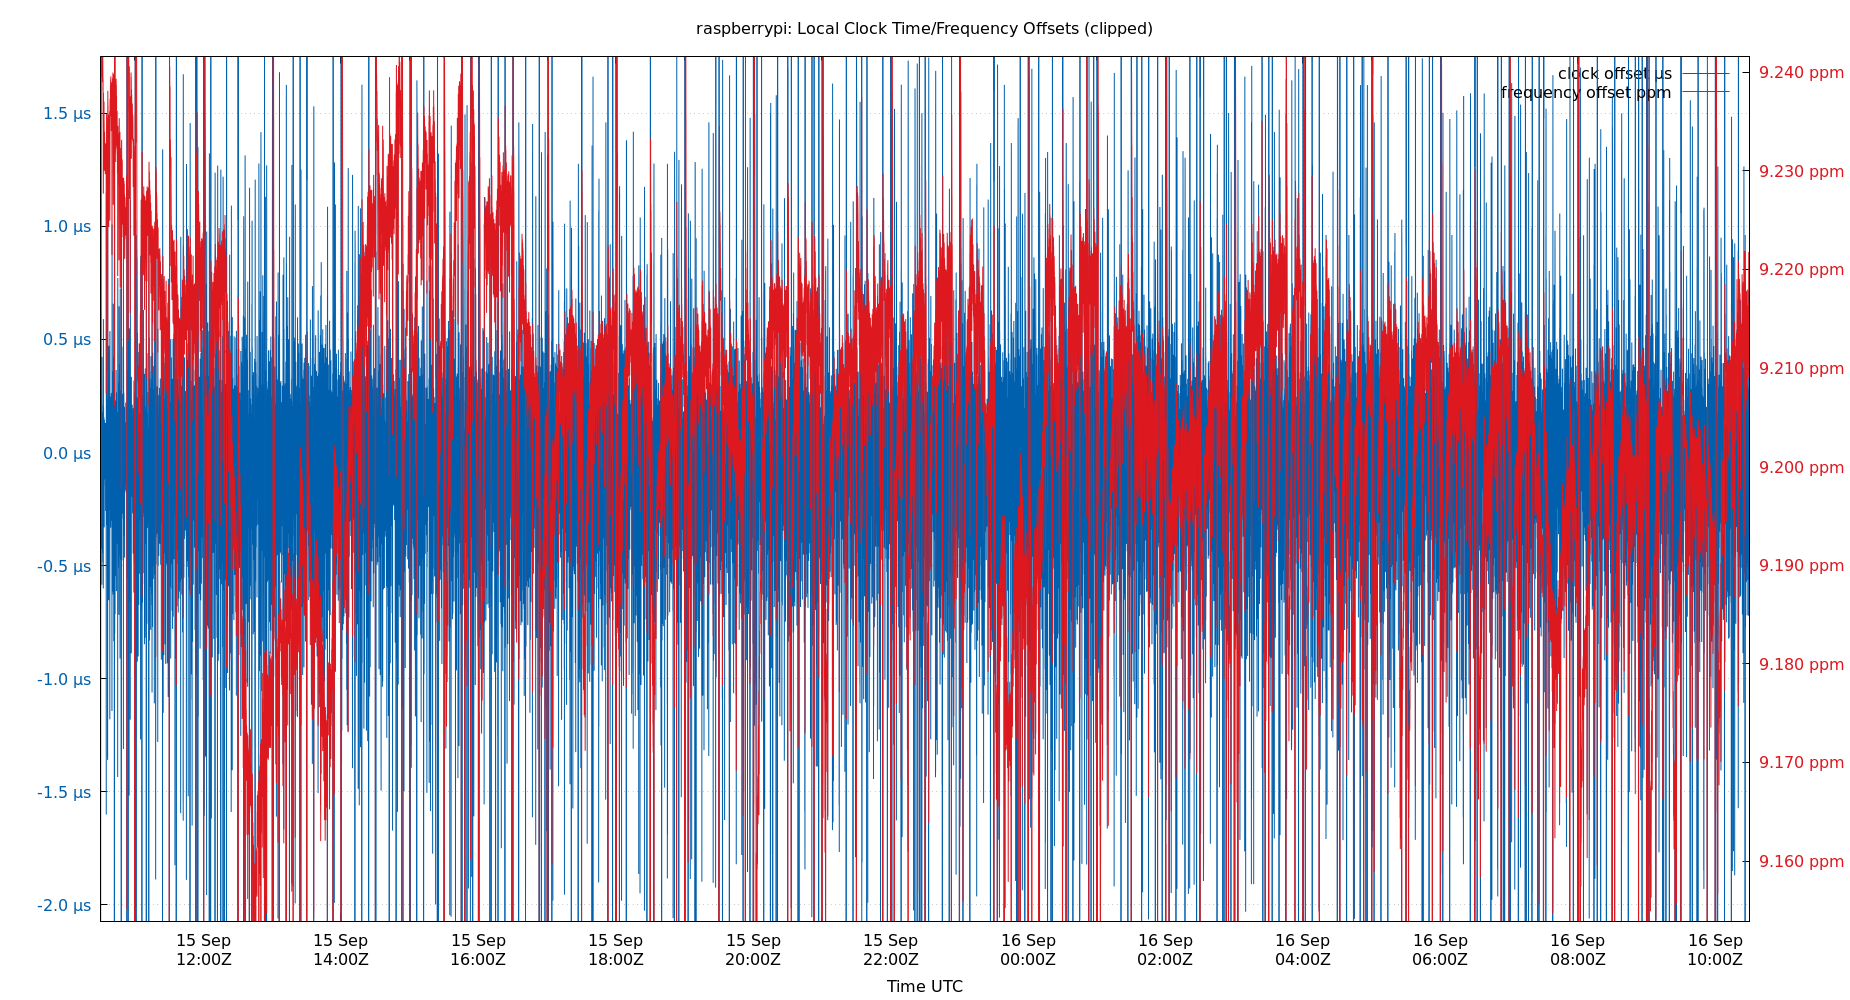 raspberrypi: Local Clock Time/Frequency Offsets (clipped)
clock offset µs
frequency offset ppm
1.5 µs
1.0 µs
0.5 µs
0.0 µs
-0.5 µs
-1.0 µs
-1.5 µs
-2.0 µs
9.240 ppm
9.230 ppm
9.220 ppm
9.210 ppm
9.200 ppm
9.190 ppm
9.180 ppm
9.170 ppm
9.160 ppm
15 Sep
12:00Z
15 Sep
14:00Z
15 Sep
16:00Z
15 Sep
18:00Z
15 Sep
20:00Z
15 Sep
22:00Z
16 Sep
00:00Z
16 Sep
02:00Z
16 Sep
04:00Z
16 Sep
06:00Z
16 Sep
08:00Z
16 Sep
10:00Z
Time UTC